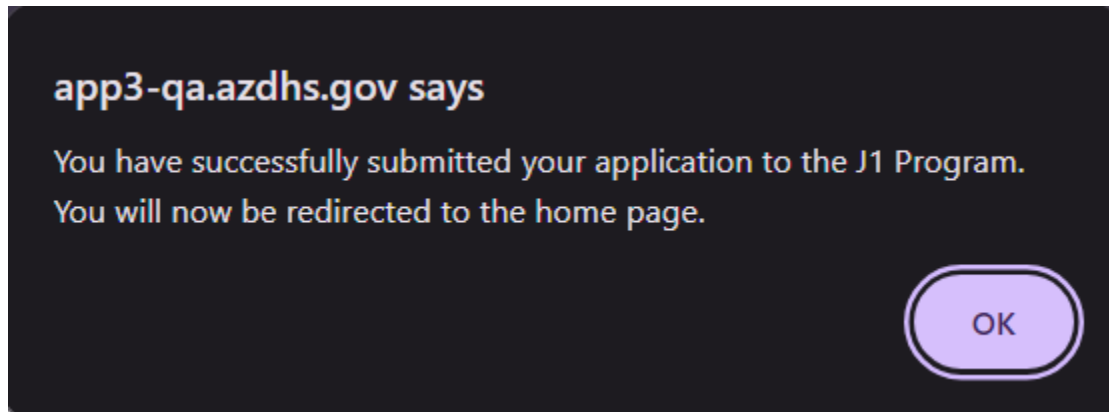 app3-qa.azdhs.gov says
You have successfully submitted your application to the J1 Program.
You will now be redirected to the home page.
OK